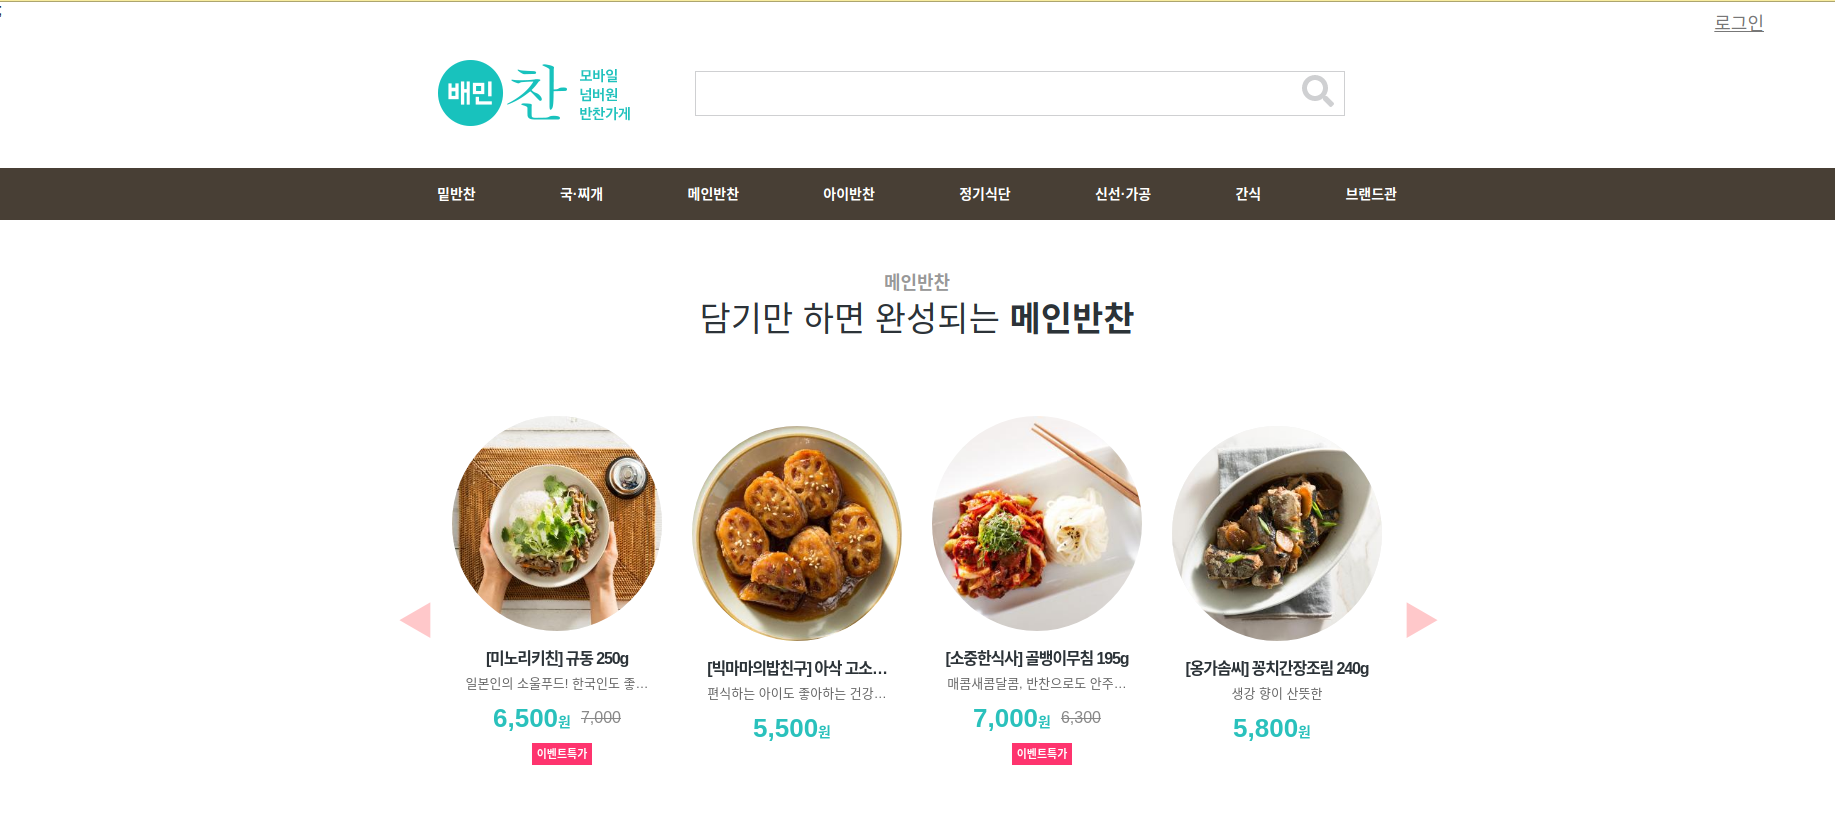 로그인
배민찬
모바일
넘버원
반찬가게
밑반찬 국·찌개 메인반찬 아이반찬 정기식단 신선·가공 간식 브랜드관
메인반찬
담기만 하면 완성되는 메인반찬
[미노리키친] 규동 250g
일본인의 소울푸드! 한국인도 좋...
6,500원 7,000
이벤트특가
[빅마마의밥친구] 아삭 고소...
편식하는 아이도 좋아하는 건강...
5,500원
[소중한식사] 골뱅이무침 195g
매콤새콤달콤, 반찬으로도 안주...
7,000원 6,300
이벤트특가
[옹가솜씨] 꽁치간장조림 240g
생강 향이 산뜻한
5,800원